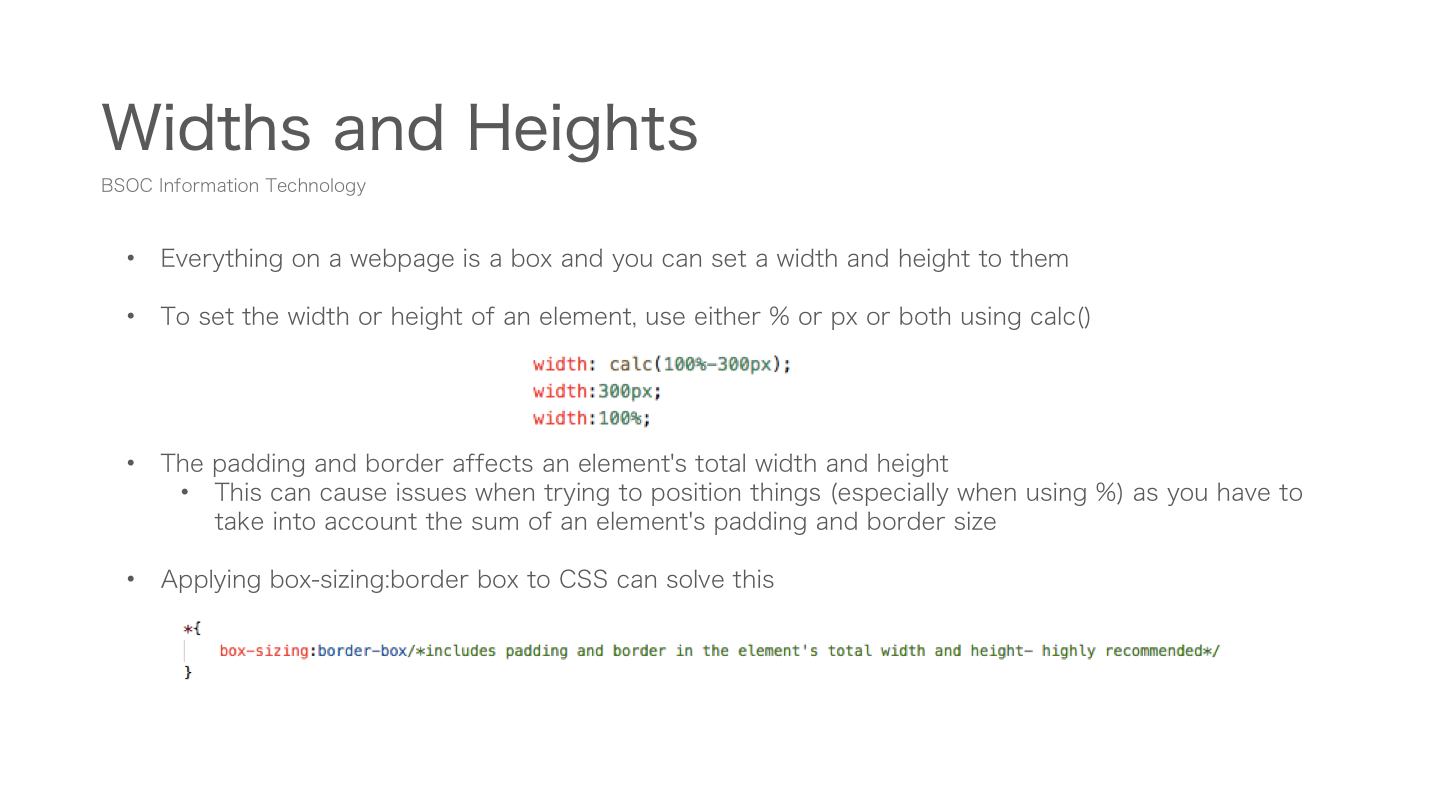 Widths and Heights
BSOC Information Technology
• Everything on a webpage is a box and you can set a width and height to them
• To set the width or height of an element, use either % or px or both using calc()
width: calc(100%-300px);
width:300px;
width:100%;
• The padding and border affects an element's total width and height
• This can cause issues when trying to position things (especially when using %) as you have to
take into account the sum of an element's padding and border size
• Applying box-sizing:border box to CSS can solve this
*{
box-sizing:border-box/*includes padding and border in the element's total width and height- highly recommended*/
}